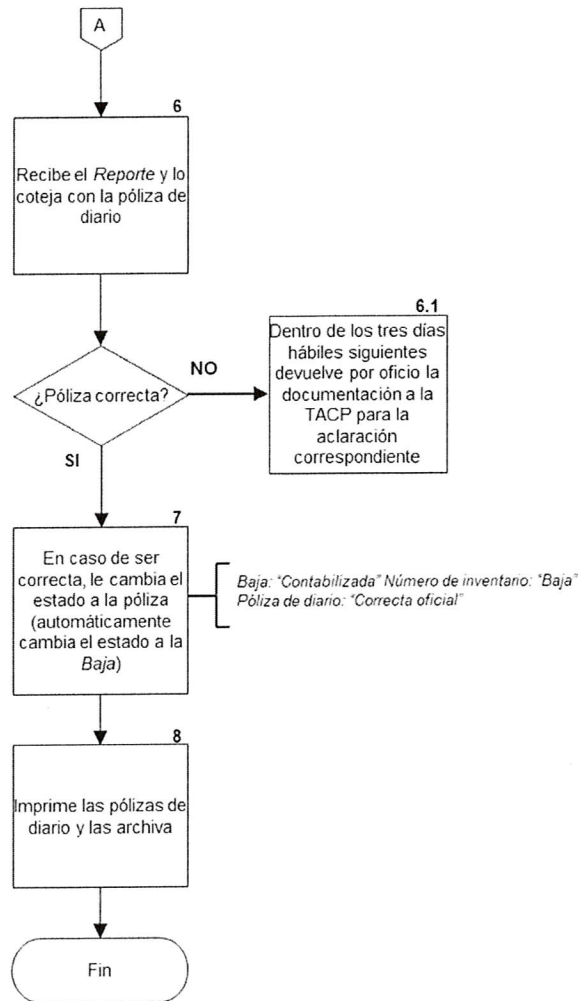 A
6
Recibe el Reporte y lo
coteja con la póliza de
diario
6.1
Dentro de los tres días
hábiles siguientes
devuelve por oficio la
documentación a la
TACP para la
aclaración
correspondiente
¿Póliza correcta?
NO
SI
7
En caso de ser
correcta, le cambia el
estado a la póliza
(automáticamente
cambia el estado a la
Baja)
Baja: "Contabilizada" Número de inventario: "Baja"
Póliza de diario: "Correcta oficial"
8
Imprime las pólizas de
diario y las archiva
Fin